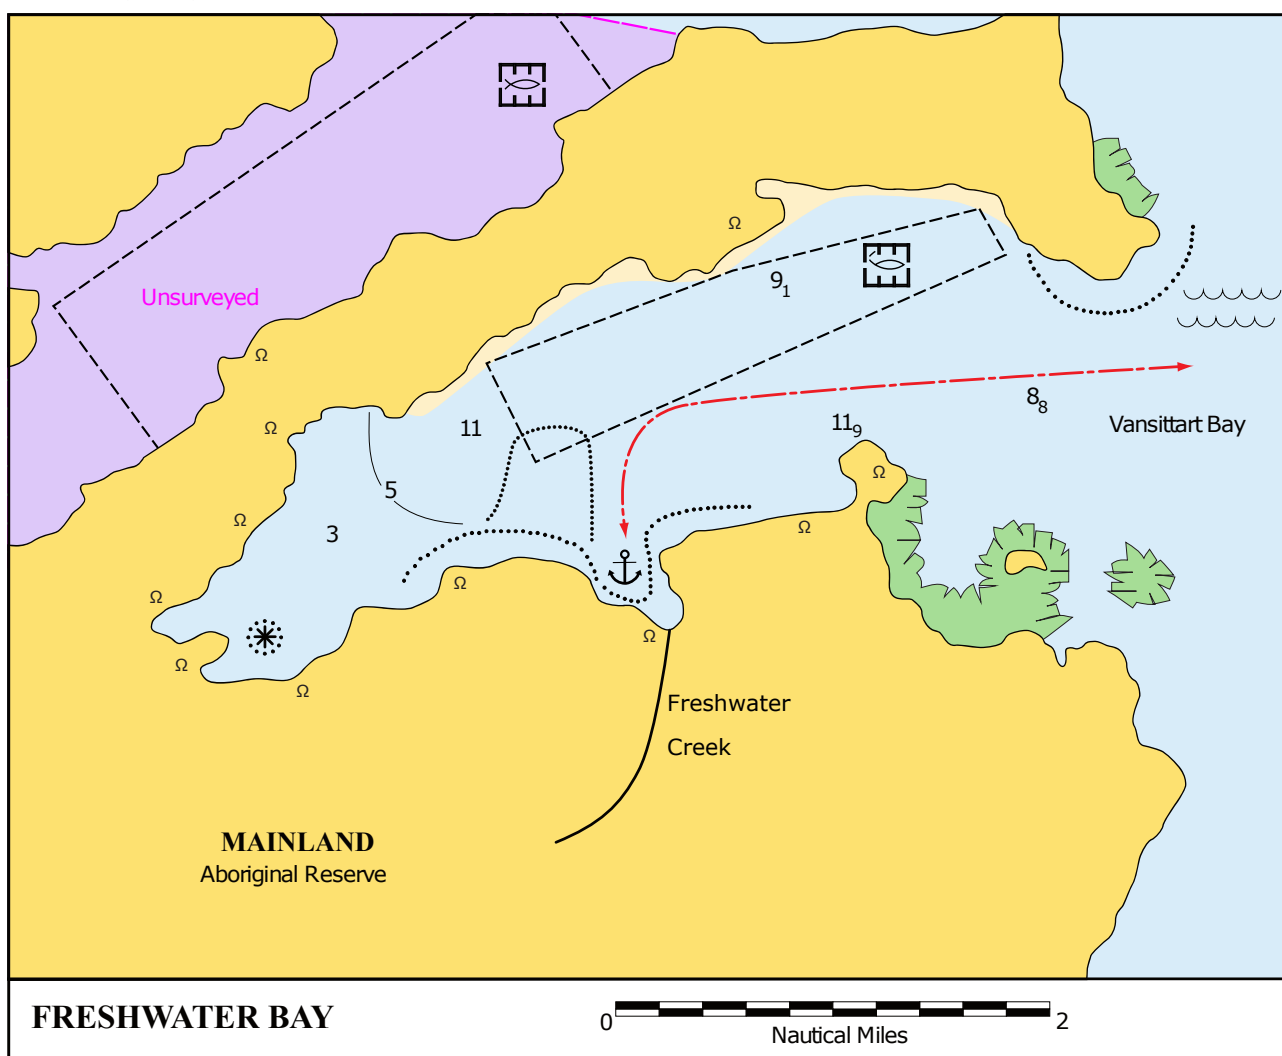 Unsurveyed
9₁
8₈
11
11₉
Vansittart Bay
5
3
Freshwater
Creek
MAINLAND
Aboriginal Reserve
FRESHWATER BAY
0
2
Nautical Miles